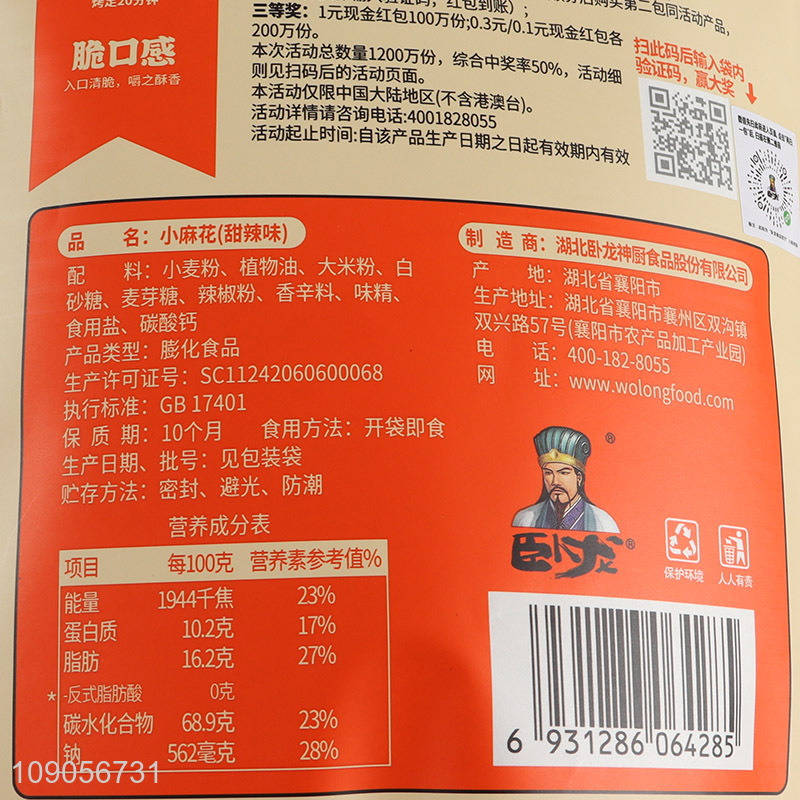 烤足20分钟
脆口感
入口清脆，嚼之酥香
三等奖：1元现金红包100万份;0.3元/0.1元现金红包各
200万份。
本次活动总数量1200万份，综合中奖率50%，活动细
则见扫码后的活动页面。
本活动仅限中国大陆地区(不含港澳台)。
活动详情请咨询电话:4001828055
活动起止时间:自该产品生产日期之日起有效期内有效
扫此码后输入袋内
验证码，赢大奖
品 名：小麻花(甜辣味)
配 料：小麦粉、植物油、大米粉、白
砂糖、麦芽糖、辣椒粉、香辛料、味精、
食用盐、碳酸钙
产品类型：膨化食品
生产许可证号：SC11242060600068
执行标准：GB 17401
保 质 期：10个月 食用方法：开袋即食
生产日期、批号：见包装袋
贮存方法：密封、避光、防潮
营养成分表
项目 每100克 营养素参考值%
能量 1944千焦 23%
蛋白质 10.2克 17%
脂肪 16.2克 27%
*-反式脂肪酸 0克
碳水化合物 68.9克 23%
钠 562毫克 28%
制 造 商：湖北卧龙神厨食品股份有限公司
产 地：湖北省襄阳市
生产地址：湖北省襄阳市襄州区双沟镇
双兴路57号(襄阳市农产品加工产业园)
电 话：400-182-8055
网 址：www.wolongfood.com
®
卧龙®
保护环境
人人有责
6 931286 064285
109056731